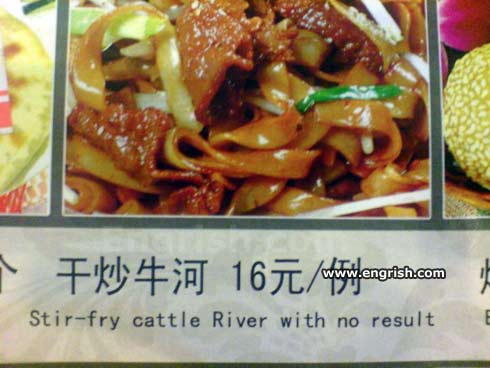 干炒牛河 16元/例
www.engrish.com
Stir-fry cattle River with no result